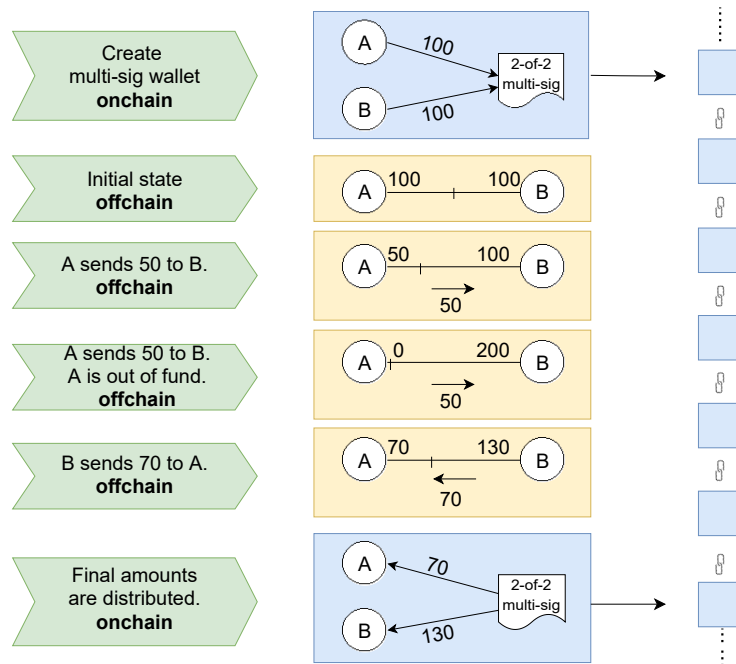 Create
multi-sig wallet
onchain
A
100
B
100
2-of-2
multi-sig
Initial state
offchain
A
100
100
B
A sends 50 to B.
offchain
A
50
100
B
50
A sends 50 to B.
A is out of fund.
offchain
A
0
200
B
50
B sends 70 to A.
offchain
A
70
130
B
70
Final amounts
are distributed.
onchain
A
70
B
130
2-of-2
multi-sig